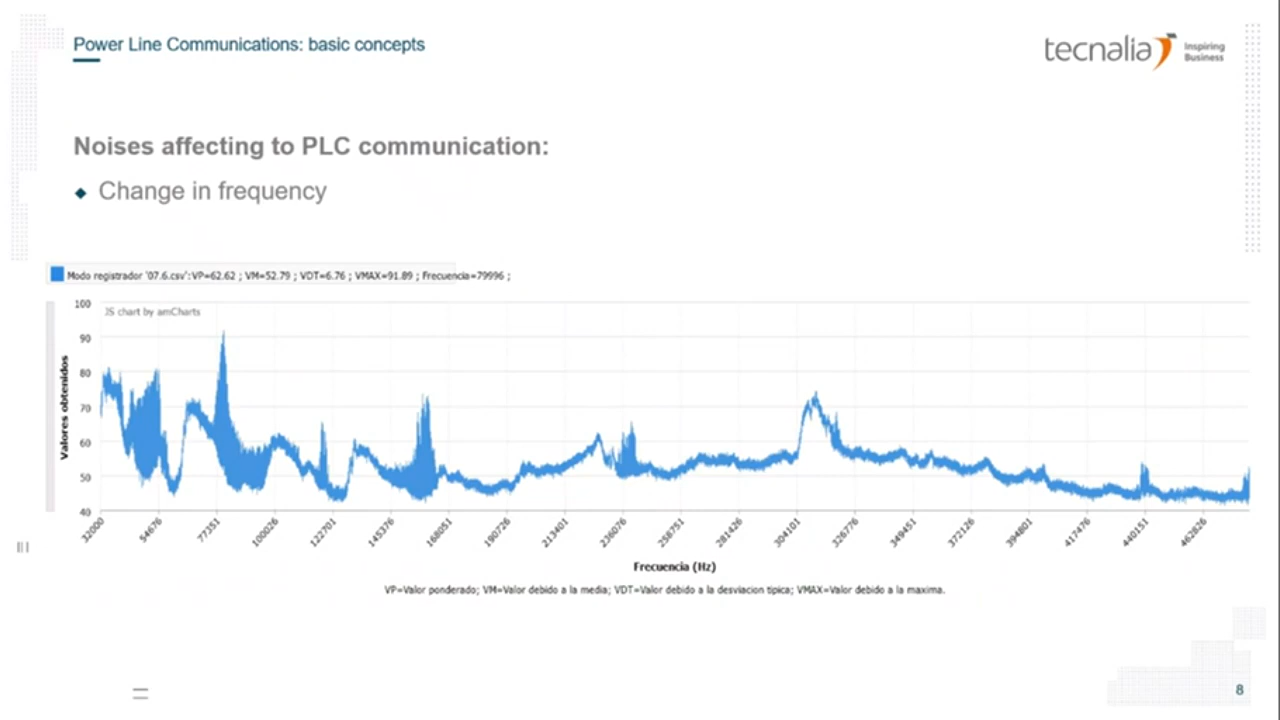 Power Line Communications: basic concepts
tecnalia Inspiring Business
Noises affecting to PLC communication:
Change in frequency
Modo registrador '07.6.csv':VP=62.62 ; VM=52.79 ; VDT=6.76 ; VMAX=91.89 ; Frecuencia=79996 ;
JS chart by amCharts
Valores obtenidos
100
90
80
70
60
50
40
32000 54676 77351 100026 122701 145376 168051 190726 213401 236076 258751 281426 304101 326776 349451 372126 394801 417476 440151 462826
Frecuencia (Hz)
VP=Valor ponderado; VM=Valor debido a la media; VDT=Valor debido a la desviacion tipica; VMAX=Valor debido a la maxima.
8